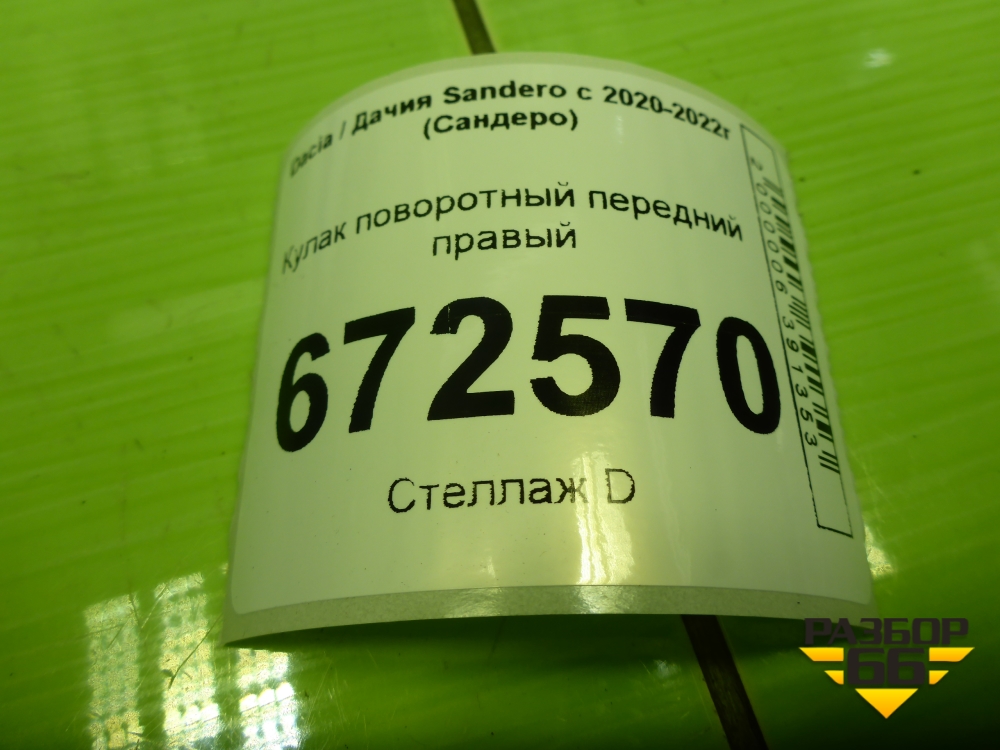 Dacia / Дачия Sandero с 2020-2022г
(Сандеро)
Кулак поворотный передний
правый
672570
Стеллаж D
2000006391353
РАЗБОР
66